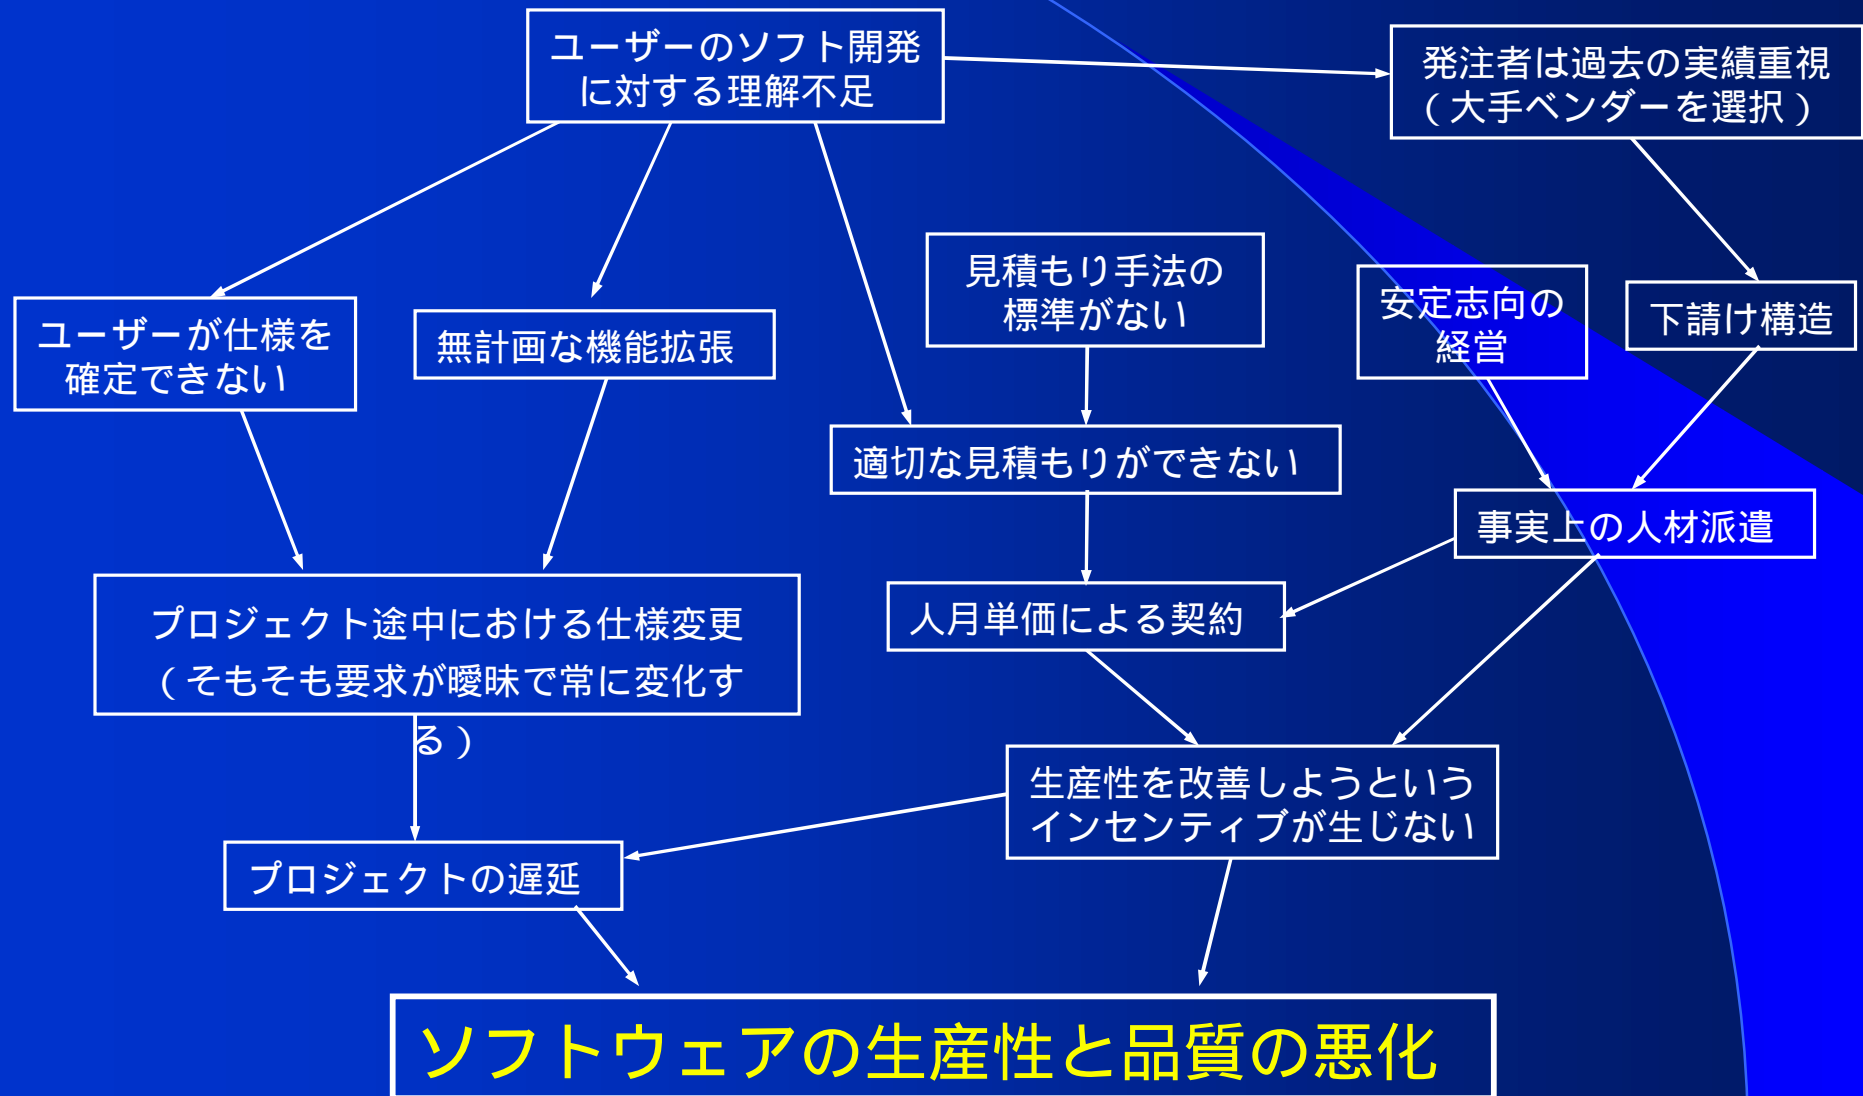 ユーザーのソフト開発
に対する理解不足
発注者は過去の実績重視
（大手ベンダーを選択）
見積もり手法の
標準がない
安定志向の
経営
下請け構造
ユーザーが仕様を
確定できない
無計画な機能拡張
適切な見積もりができない
事実上の人材派遣
プロジェクト途中における仕様変更
（そもそも要求が曖昧で常に変化す
る）
人月単価による契約
生産性を改善しようという
インセンティブが生じない
プロジェクトの遅延
ソフトウェアの生産性と品質の悪化